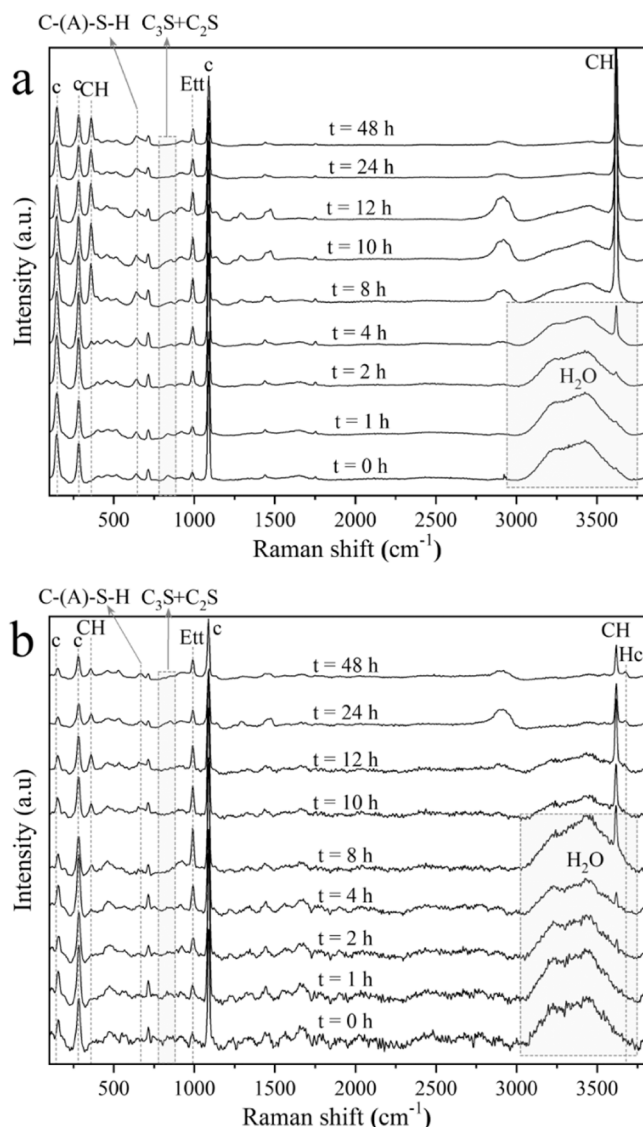 C-(A)-S-H C₃S+C₂S
a
c c CH Ett c CH
t = 48 h
t = 24 h
t = 12 h
t = 10 h
t = 8 h
t = 4 h
t = 2 h
H₂O
t = 1 h
t = 0 h
Intensity (a.u.)
500 1000 1500 2000 2500 3000 3500
Raman shift (cm⁻¹)
C-(A)-S-H C₃S+C₂S
b
c c CH Ett c CH Hc
t = 48 h
t = 24 h
t = 12 h
t = 10 h
t = 8 h
H₂O
t = 4 h
t = 2 h
t = 1 h
t = 0 h
Intensity (a.u)
500 1000 1500 2000 2500 3000 3500
Raman shift (cm⁻¹)